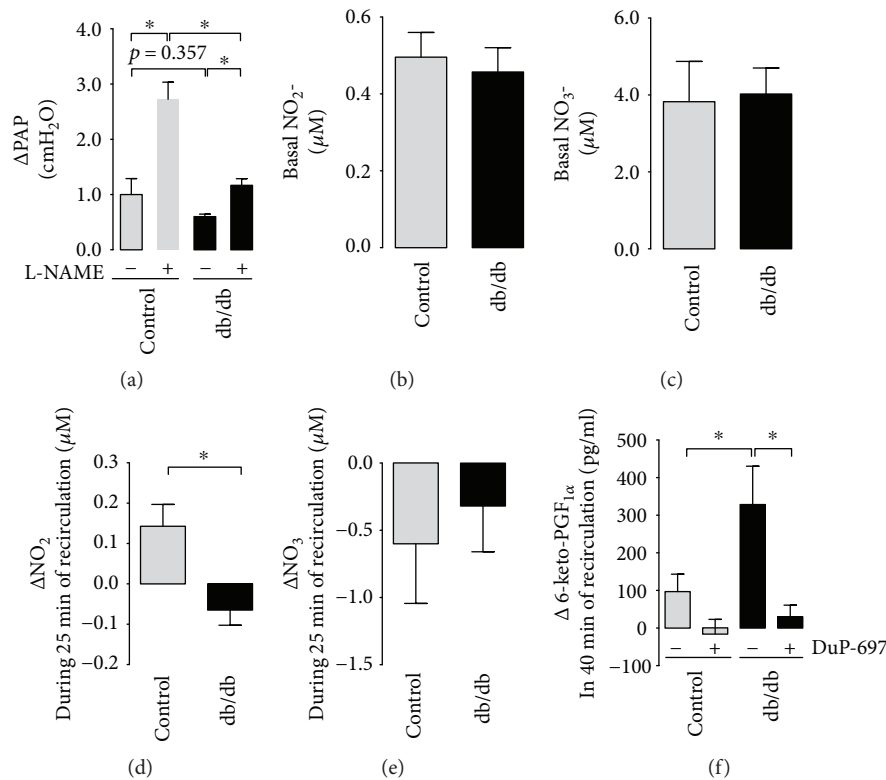 * *
p = 0.357
*
ΔPAP
(cmH₂O)
4.0
3.0
2.0
1.0
0.0
L-NAME − + − +
Control db/db
(a)
Basal NO₂-
(μM)
0.6
0.4
0.2
0.0
Control db/db
(b)
Basal NO₃-
(μM)
6.0
4.0
2.0
0.0
Control db/db
(c)
ΔNO₂
During 25 min of recirculation (μM)
0.3
0.2
0.1
0.0
−0.1
−0.2
*
Control db/db
(d)
ΔNO₃
During 25 min of recirculation (μM)
0.0
−0.5
−1.0
−1.5
Control db/db
(e)
Δ 6-keto-PGF₁α
In 40 min of recirculation (pg/ml)
500
400
300
200
100
0
−100
* *
− + − + DuP-697
Control db/db
(f)